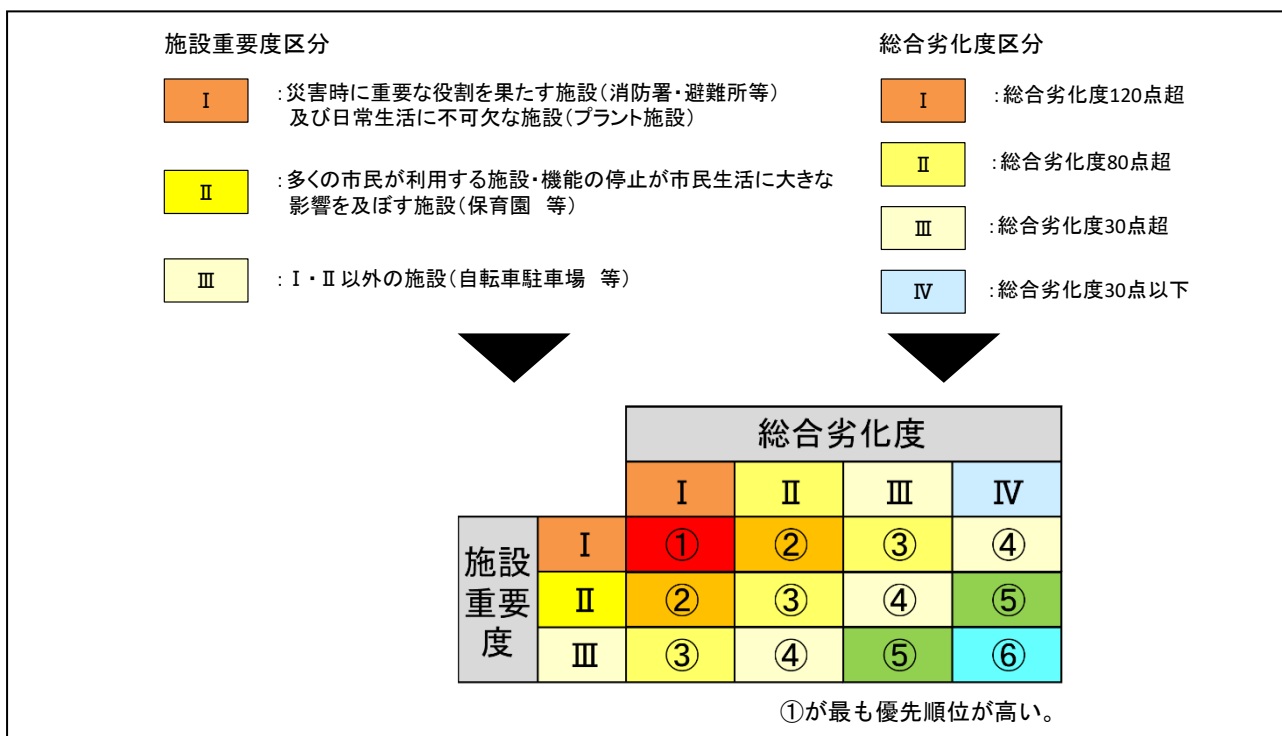 施設重要度区分
Ⅰ :災害時に重要な役割を果たす施設(消防署・避難所等)
及び日常生活に不可欠な施設(プラント施設)
Ⅱ :多くの市民が利用する施設・機能の停止が市民生活に大きな
影響を及ぼす施設(保育園 等)
Ⅲ :Ⅰ・Ⅱ以外の施設(自転車駐車場 等)
総合劣化度区分
Ⅰ :総合劣化度120点超
Ⅱ :総合劣化度80点超
Ⅲ :総合劣化度30点超
Ⅳ :総合劣化度30点以下
総合劣化度
Ⅰ Ⅱ Ⅲ Ⅳ
施設
重要
度
Ⅰ ① ② ③ ④
Ⅱ ② ③ ④ ⑤
Ⅲ ③ ④ ⑤ ⑥
①が最も優先順位が高い。